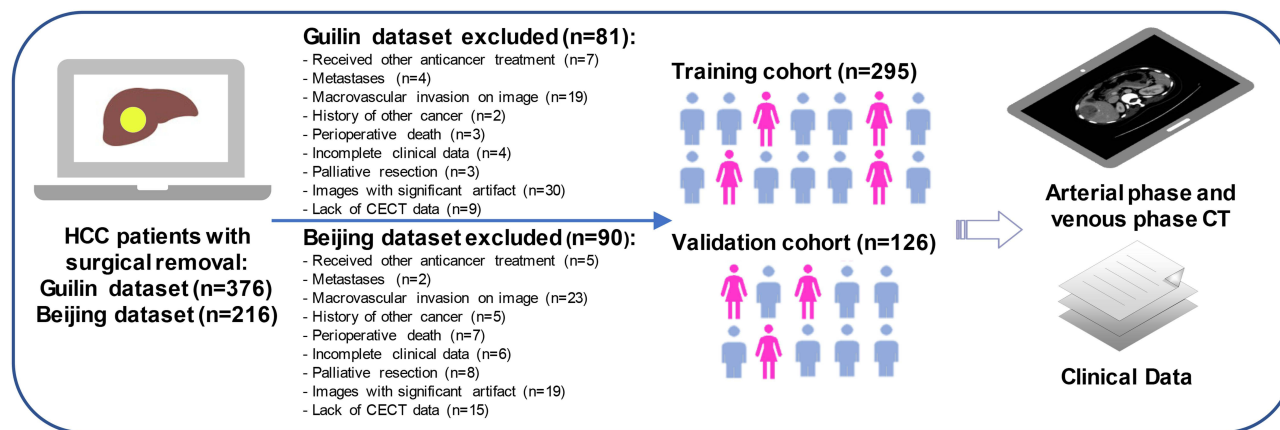 HCC patients with
surgical removal:
Guilin dataset (n=376)
Beijing dataset (n=216)
Guilin dataset excluded (n=81):
- Received other anticancer treatment (n=7)
- Metastases (n=4)
- Macrovascular invasion on image (n=19)
- History of other cancer (n=2)
- Perioperative death (n=3)
- Incomplete clinical data (n=4)
- Palliative resection (n=3)
- Images with significant artifact (n=30)
- Lack of CECT data (n=9)
Beijing dataset excluded (n=90):
- Received other anticancer treatment (n=5)
- Metastases (n=2)
- Macrovascular invasion on image (n=23)
- History of other cancer (n=5)
- Perioperative death (n=7)
- Incomplete clinical data (n=6)
- Palliative resection (n=8)
- Images with significant artifact (n=19)
- Lack of CECT data (n=15)
Training cohort (n=295)
Validation cohort (n=126)
Arterial phase and
venous phase CT
Clinical Data